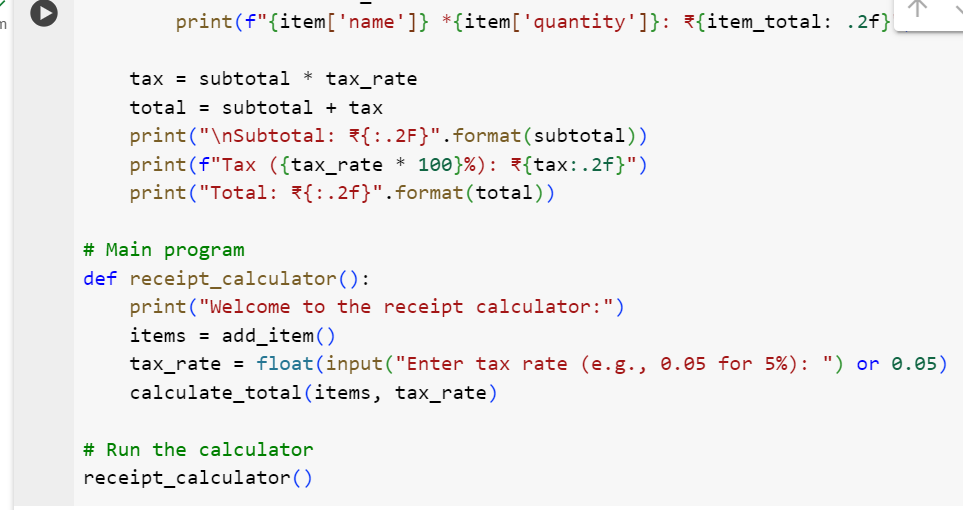 print(f"{item['name']} *{item['quantity']}: ₹{item_total: .2f}
tax = subtotal * tax_rate
total = subtotal + tax
print("\nSubtotal: ₹{:.2F}".format(subtotal))
print(f"Tax ({tax_rate * 100}%): ₹{tax:.2f}")
print("Total: ₹{:.2f}".format(total))
# Main program
def receipt_calculator():
print("Welcome to the receipt calculator:")
items = add_item()
tax_rate = float(input("Enter tax rate (e.g., 0.05 for 5%): ") or 0.05)
calculate_total(items, tax_rate)
# Run the calculator
receipt_calculator()